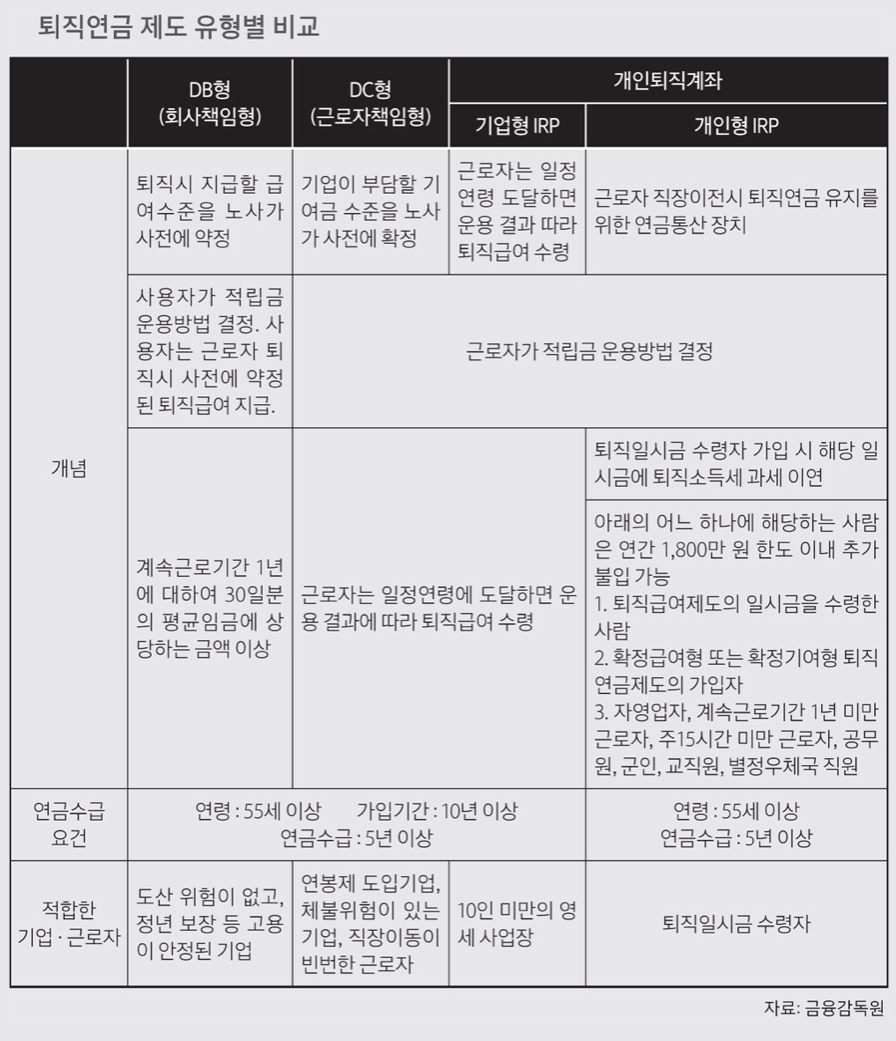 퇴직연금 제도 유형별 비교
DB형
(회사책임형)
DC형
(근로자책임형)
개인퇴직계좌
기업형 IRP
개인형 IRP
개념
퇴직시 지급할 급
여수준을 노사가
사전에 약정
기업이 부담할 기
여금 수준을 노사
가 사전에 확정
근로자는 일정
연령 도달하면
운용 결과 따라
퇴직급여 수령
근로자 직장이전시 퇴직연금 유지를
위한 연금통산 장치
사용자가 적립금
운용방법 결정. 사
용자는 근로자 퇴
직시 사전에 약정
된 퇴직급여 지급.
근로자가 적립금 운용방법 결정
계속근로기간 1년
에 대하여 30일분
의 평균임금에 상
당하는 금액 이상
근로자는 일정연령에 도달하면 운
용 결과에 따라 퇴직급여 수령
퇴직일시금 수령자 가입 시 해당 일
시금에 퇴직소득세 과세 이연
아래의 어느 하나에 해당하는 사람
은 연간 1,800만 원 한도 이내 추가
불입 가능
1. 퇴직급여제도의 일시금을 수령한
사람
2. 확정급여형 또는 확정기여형 퇴직
연금제도의 가입자
3. 자영업자, 계속근로기간 1년 미만
근로자, 주15시간 미만 근로자, 공무
원, 군인, 교직원, 별정우체국 직원
연금수급
요건
연령 : 55세 이상 가입기간 : 10년 이상
연금수급 : 5년 이상
연령 : 55세 이상
연금수급 : 5년 이상
적합한
기업 · 근로자
도산 위험이 없고,
정년 보장 등 고용
이 안정된 기업
연봉제 도입기업,
체불위험이 있는
기업, 직장이동이
빈번한 근로자
10인 미만의 영
세 사업장
퇴직일시금 수령자
자료: 금융감독원